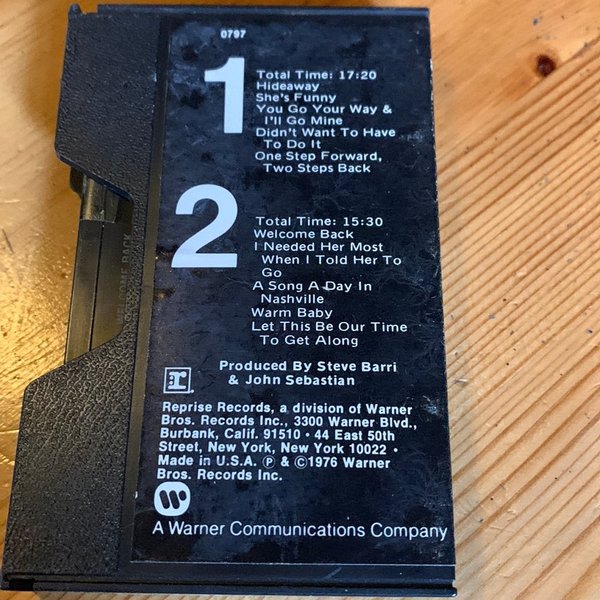 0797
1
Total Time: 17:20
Hideaway
She's Funny
You Go Your Way &
I'll Go Mine
Didn't Want To Have
To Do It
One Step Forward,
Two Steps Back
2
Total Time: 15:30
Welcome Back
I Needed Her Most
When I Told Her To
Go
A Song A Day In
Nashville
Warm Baby
Let This Be Our Time
To Get Along
Produced By Steve Barri
& John Sebastian
r
Reprise Records, a division of Warner
Bros. Records Inc., 3300 Warner Blvd.,
Burbank, Calif. 91510 • 44 East 50th
Street, New York, New York 10022 •
Made in U.S.A. ℗ & ©1976 Warner
Bros. Records Inc.
W
A Warner Communications Company
WELCOME BACK